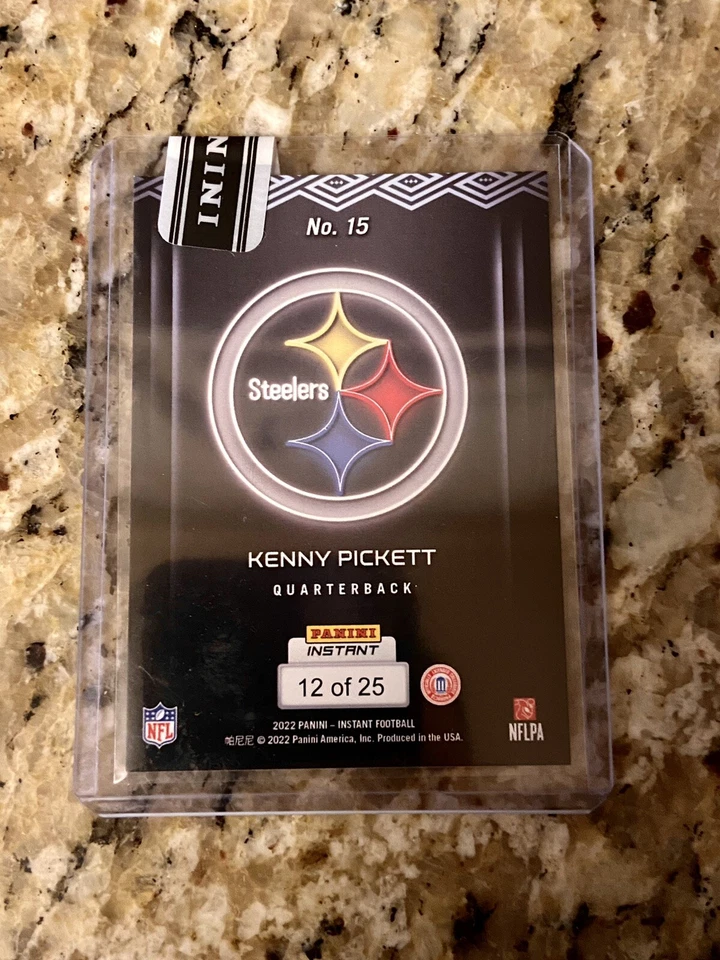 INI
No. 15
Steelers
KENNY PICKETT
QUARTERBACK
PANINI
INSTANT
12 of 25
NFL
2022 PANINI – INSTANT FOOTBALL
帕尼尼 © 2022 Panini America, Inc. Produced in the USA.
NFLPA